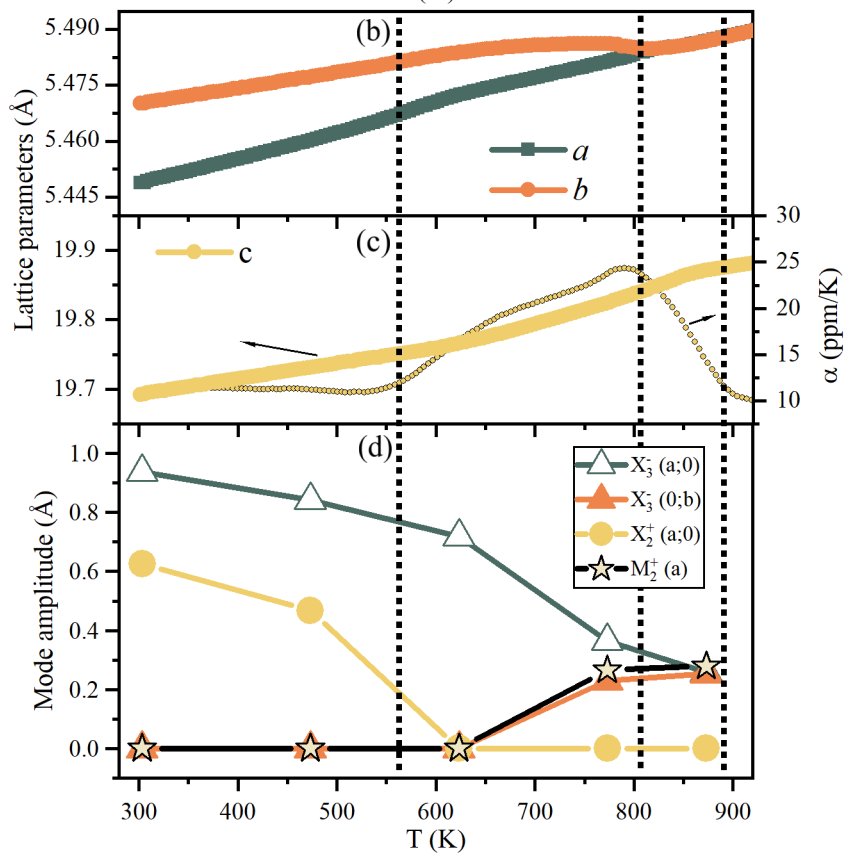 (b)
5.490
5.475
5.460
5.445
a
b
Lattice parameters (Å)
(c)
c
19.9
19.8
19.7
30
25
20
15
10
α (ppm/K)
(d)
X₃⁻ (a;0)
X₃⁻ (0;b)
X₂⁺ (a;0)
M₂⁺ (a)
1.0
0.8
0.6
0.4
0.2
0.0
Mode amplitude (Å)
300 400 500 600 700 800 900
T (K)